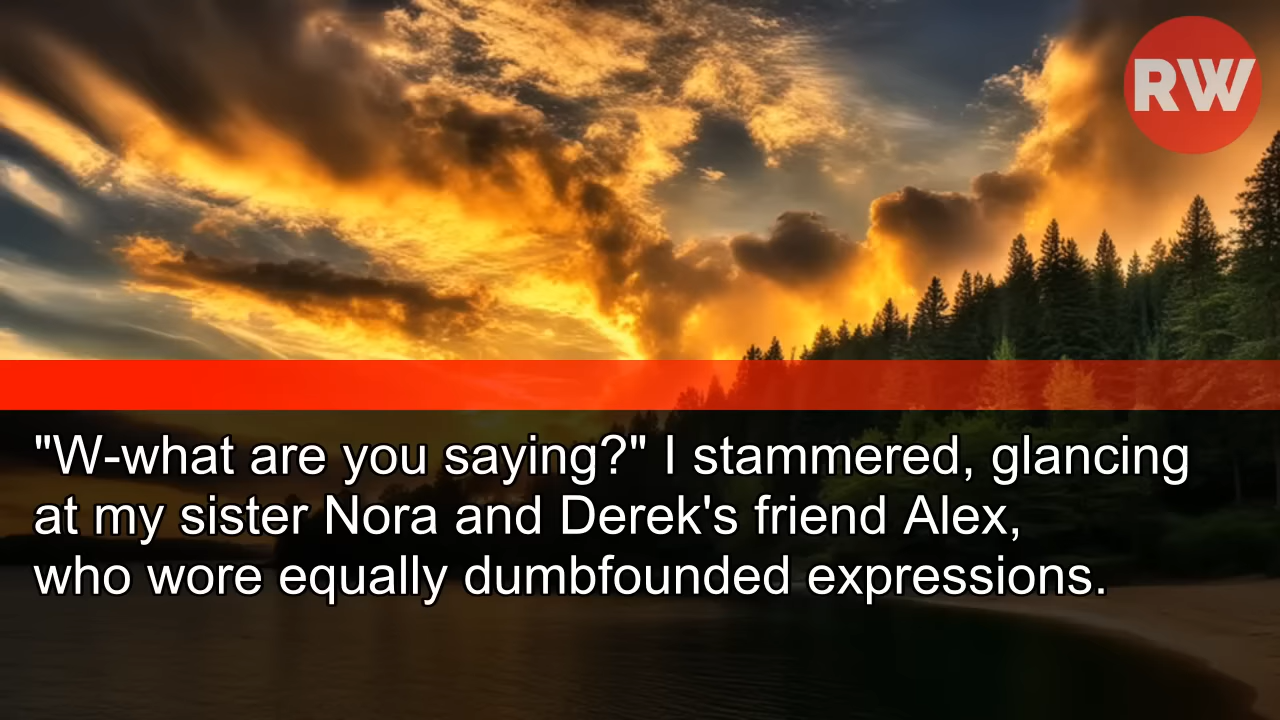 RW
"W-what are you saying?" I stammered, glancing
at my sister Nora and Derek's friend Alex,
who wore equally dumbfounded expressions.